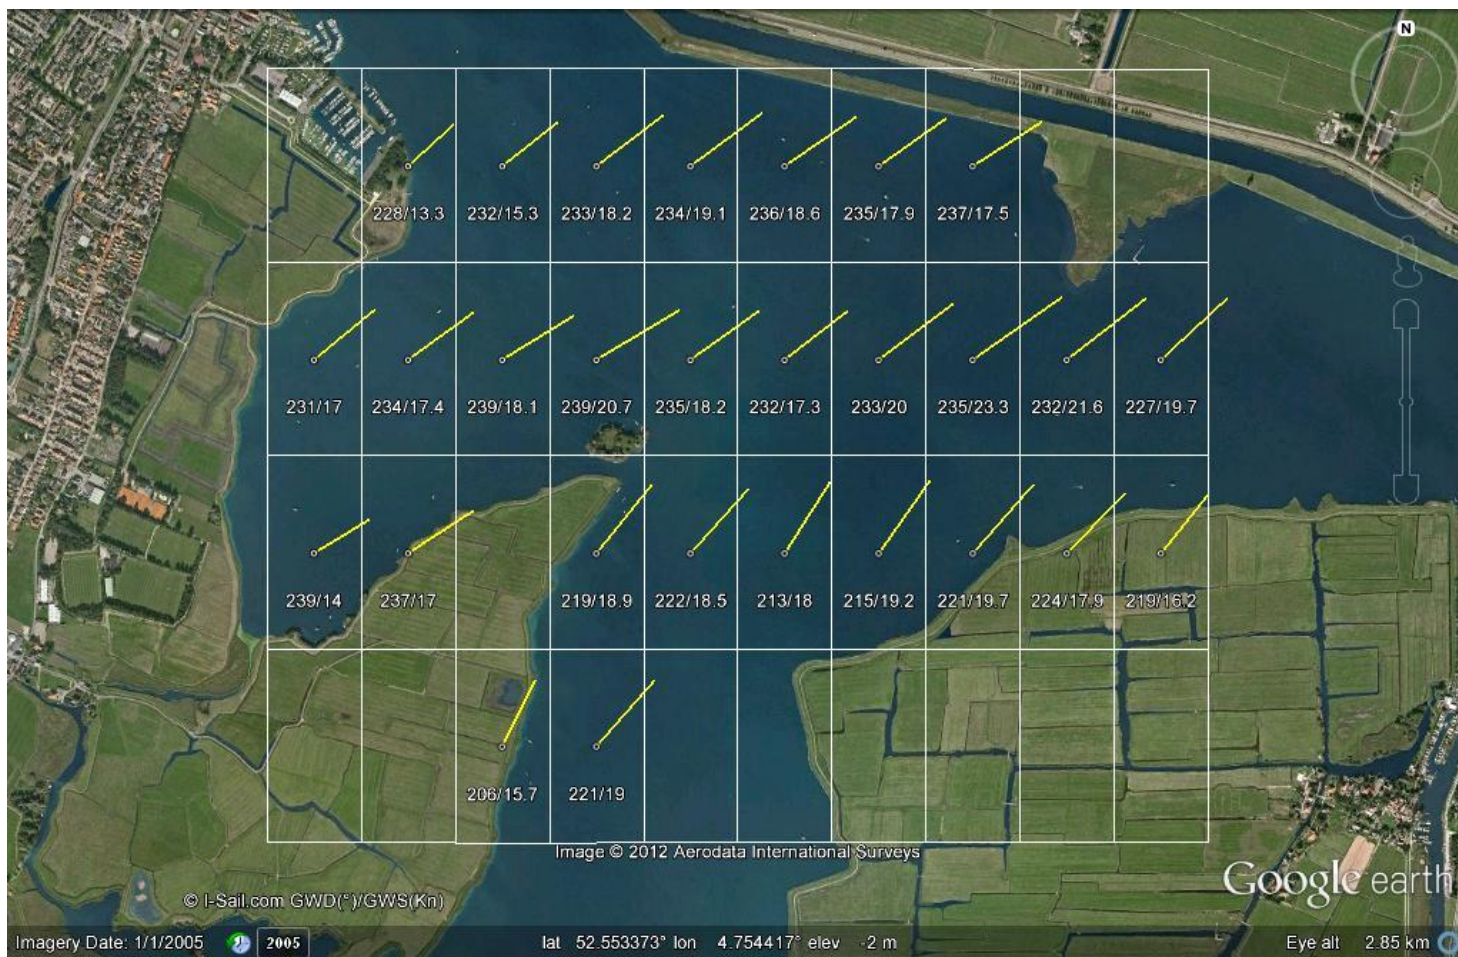 N
228/13.3 232/15.3 233/18.2 234/19.1 236/18.6 235/17.9 237/17.5
231/17 234/17.4 239/18.1 239/20.7 235/18.2 232/17.3 233/20 235/23.3 232/21.6 227/19.7
239/14 237/17 219/18.9 222/18.5 213/18 215/19.2 221/19.7 224/17.9 219/16.2
206/15.7 221/19
Image © 2012 Aerodata International Surveys
Google earth
© I-Sail.com GWD(°)/GWS(Kn)
Imagery Date: 1/1/2005 2005 lat 52.553373° lon 4.754417° elev -2 m Eye alt 2.85 km